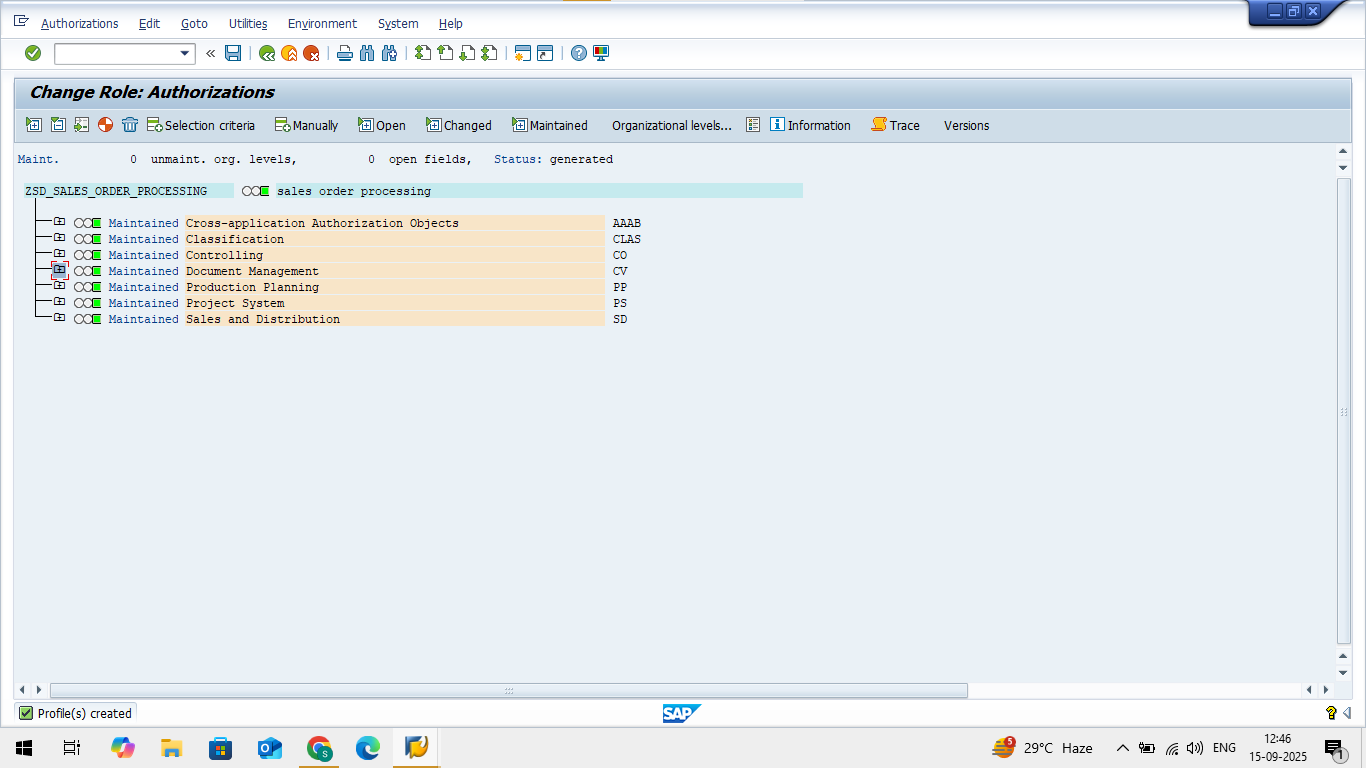 Authorizations Edit Goto Utilities Environment System Help
Change Role: Authorizations
Selection criteria Manually Open Changed Maintained Organizational levels... Information Trace Versions
Maint. 0 unmaint. org. levels, 0 open fields, Status: generated
ZSD_SALES_ORDER_PROCESSING sales order processing
Maintained Cross-application Authorization Objects AAAB
Maintained Classification CLAS
Maintained Controlling CO
Maintained Document Management CV
Maintained Production Planning PP
Maintained Project System PS
Maintained Sales and Distribution SD
Profile(s) created SAP
5 29°C Haze ENG 12:46
15-09-2025 1